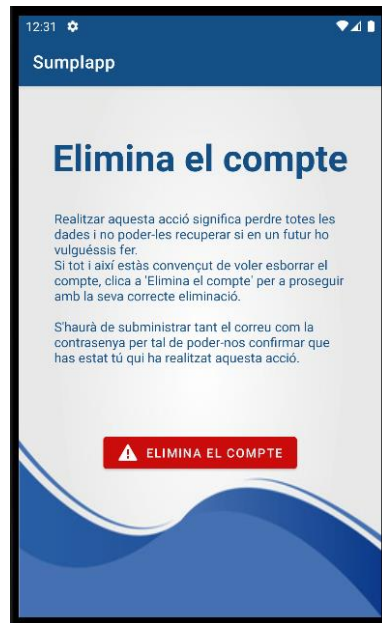 12:31
Sumplapp
Elimina el compte
Realitzar aquesta acció significa perdre totes les
dades i no poder-les recuperar si en un futur ho
vulguéssis fer.
Si tot i així estàs convençut de voler esborrar el
compte, clica a 'Elimina el compte' per a proseguir
amb la seva correcte eliminació.
S'haurà de subministrar tant el correu com la
contrasenya per tal de poder-nos confirmar que
has estat tú qui ha realitzat aquesta acció.
ELIMINA EL COMPTE